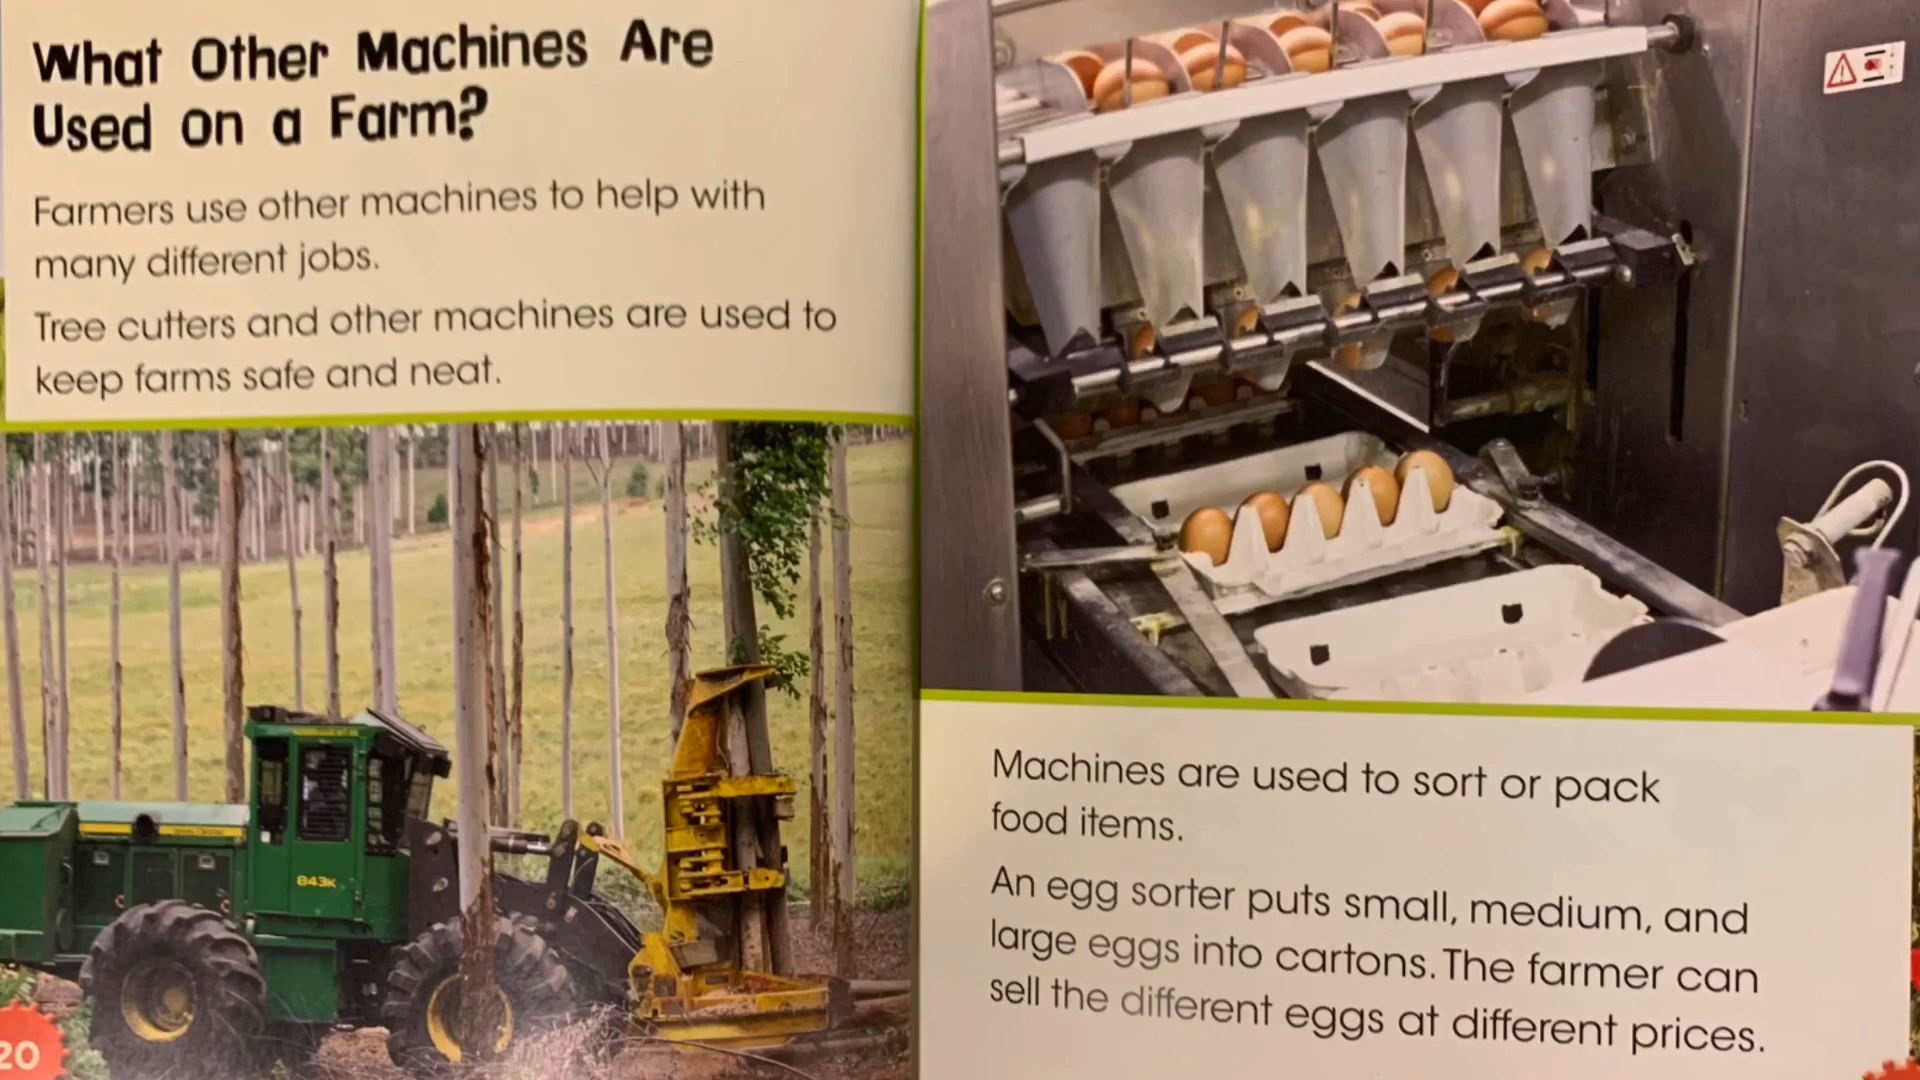 What Other Machines Are
Used on a Farm?
Farmers use other machines to help with
many different jobs.
Tree cutters and other machines are used to
keep farms safe and neat.
843K
20
Machines are used to sort or pack
food items.
An egg sorter puts small, medium, and
large eggs into cartons. The farmer can
sell the different eggs at different prices.